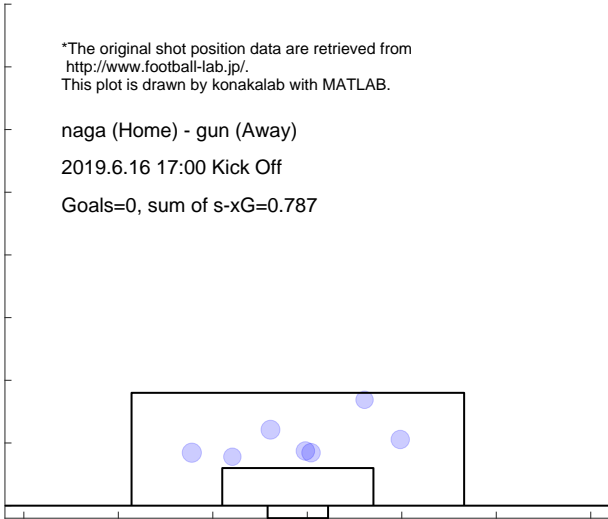 *The original shot position data are retrieved from
http://www.football-lab.jp/.
This plot is drawn by konakalab with MATLAB.
naga (Home) - gun (Away)
2019.6.16 17:00 Kick Off
Goals=0, sum of s-xG=0.787